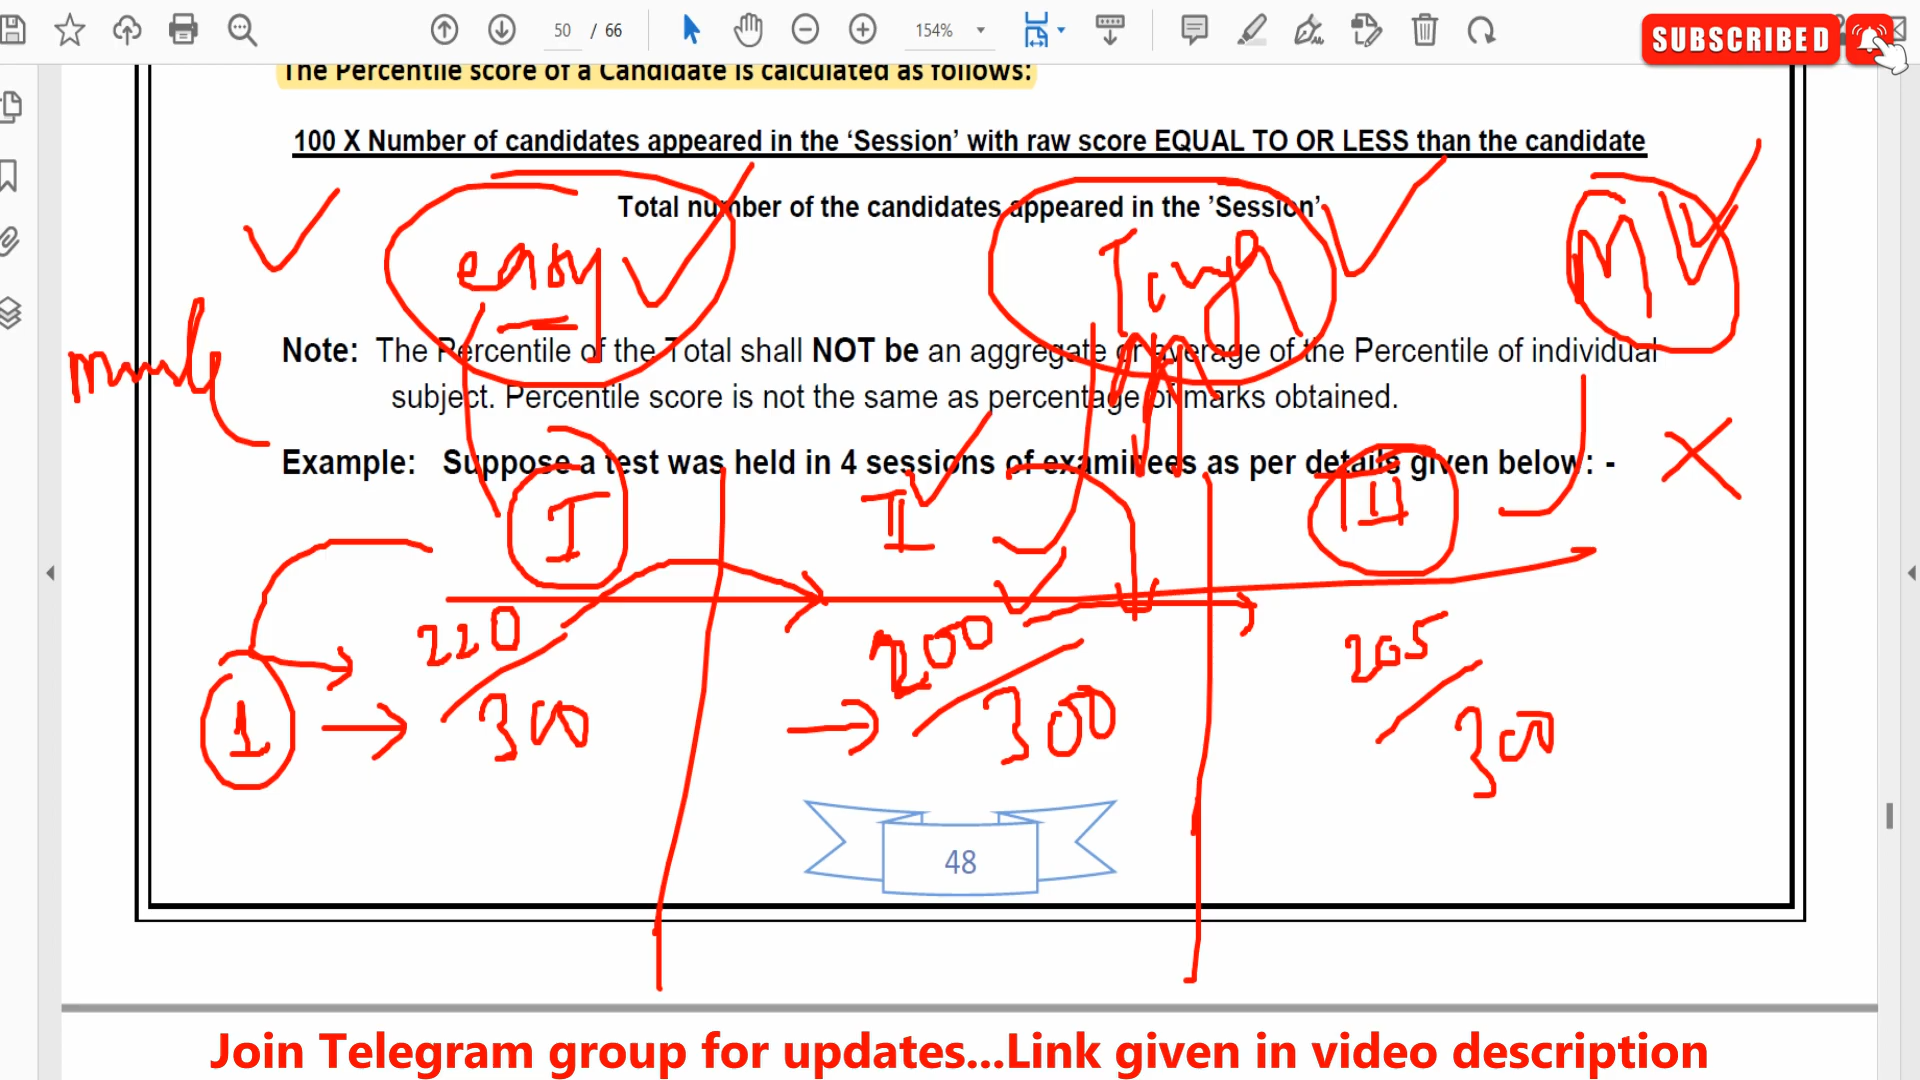 50 / 66
154%
SUBSCRIBED
The Percentile score of a Candidate is calculated as follows:
100 X Number of candidates appeared in the ‘Session’ with raw score EQUAL TO OR LESS than the candidate
Total number of the candidates appeared in the ’Session’
easy
Note: The Percentile of the Total shall NOT be an aggregate or average of the Percentile of individual
subject. Percentile score is not the same as percentage of marks obtained.
Example: Suppose a test was held in 4 sessions of examinees as per details given below: -
I II III
220 200 205
1 300 300 300
48
Join Telegram group for updates...Link given in video description